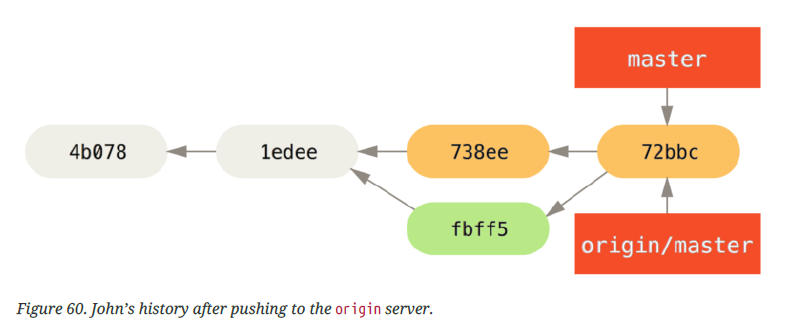 master
4b078 1edee 738ee 72bbc
fbff5
origin/master
Figure 60. John’s history after pushing to the origin server.